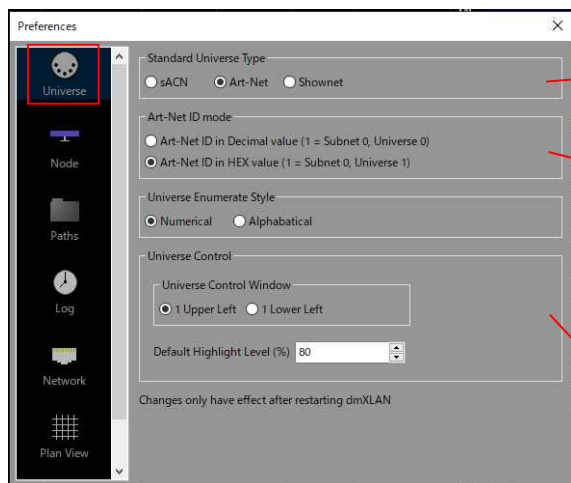 Preferences
Universe
Node
Paths
Log
Network
Plan View
Standard Universe Type
sACN Art-Net Shownet
Art-Net ID mode
Art-Net ID in Decimal value (1 = Subnet 0, Universe 0)
Art-Net ID in HEX value (1 = Subnet 0, Universe 1)
Universe Enumerate Style
Numerical Alphabetical
Universe Control
Universe Control Window
1 Upper Left 1 Lower Left
Default Highlight Level (%) 80
Changes only have effect after restarting dmXLAN